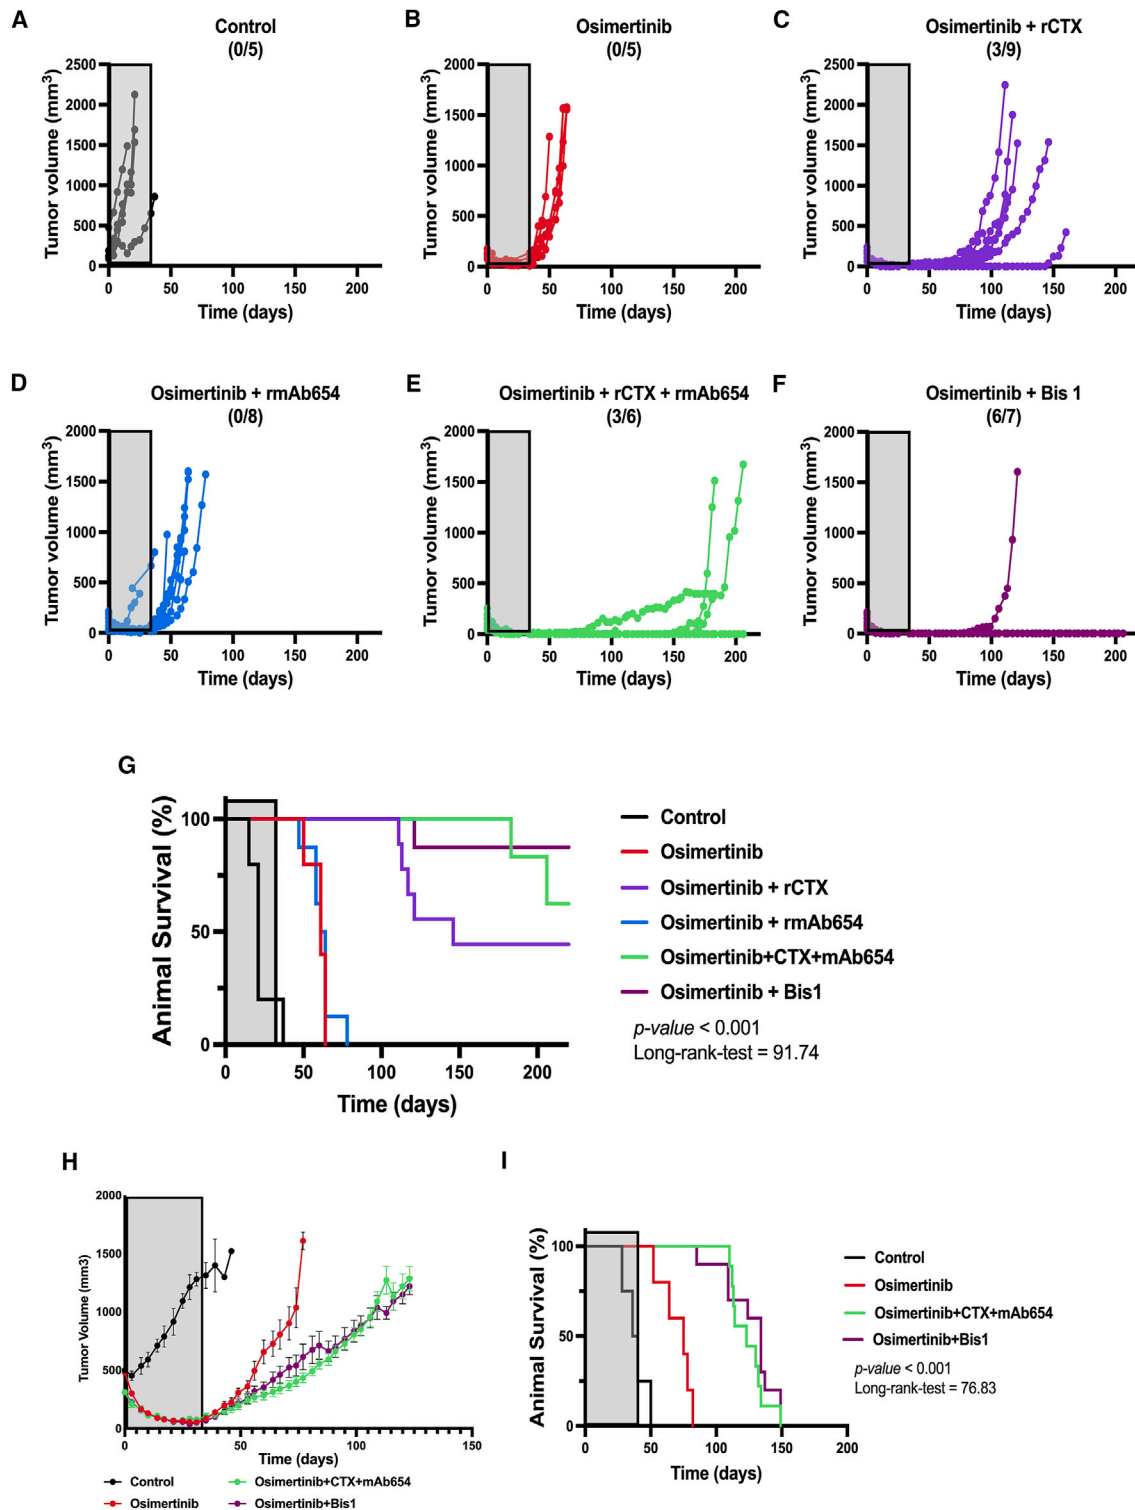 A
Control
(0/5)
Tumor volume (mm3)
2500
2000
1500
1000
500
0
0 50 100 150 200
Time (days)
B
Osimertinib
(0/5)
Tumor volume (mm3)
2000
1500
1000
500
0
0 50 100 150 200
Time (days)
C
Osimertinib + rCTX
(3/9)
Tumor volume (mm3)
2500
2000
1500
1000
500
0
0 50 100 150 200
Time (days)
D
Osimertinib + rmAb654
(0/8)
Tumor volume (mm3)
2000
1500
1000
500
0
0 50 100 150 200
Time (days)
E
Osimertinib + rCTX + rmAb654
(3/6)
Tumor volume (mm3)
2000
1500
1000
500
0
0 50 100 150 200
Time (days)
F
Osimertinib + Bis 1
(6/7)
Tumor volume (mm3)
2000
1500
1000
500
0
0 50 100 150 200
Time (days)
G
Animal Survival (%)
100
50
0
0 50 100 150 200
Time (days)
Control
Osimertinib
Osimertinib + rCTX
Osimertinib + rmAb654
Osimertinib+CTX+mAb654
Osimertinib + Bis1
p-value < 0.001
Long-rank-test = 91.74
H
Tumor Volume (mm3)
2000
1500
1000
500
0
0 50 100 150
Time (days)
Control
Osimertinib
Osimertinib+CTX+mAb654
Osimertinib+Bis1
I
Animal Survival (%)
100
50
0
0 50 100 150 200
Time (days)
Control
Osimertinib
Osimertinib+CTX+mAb654
Osimertinib+Bis1
p-value < 0.001
Long-rank-test = 76.83